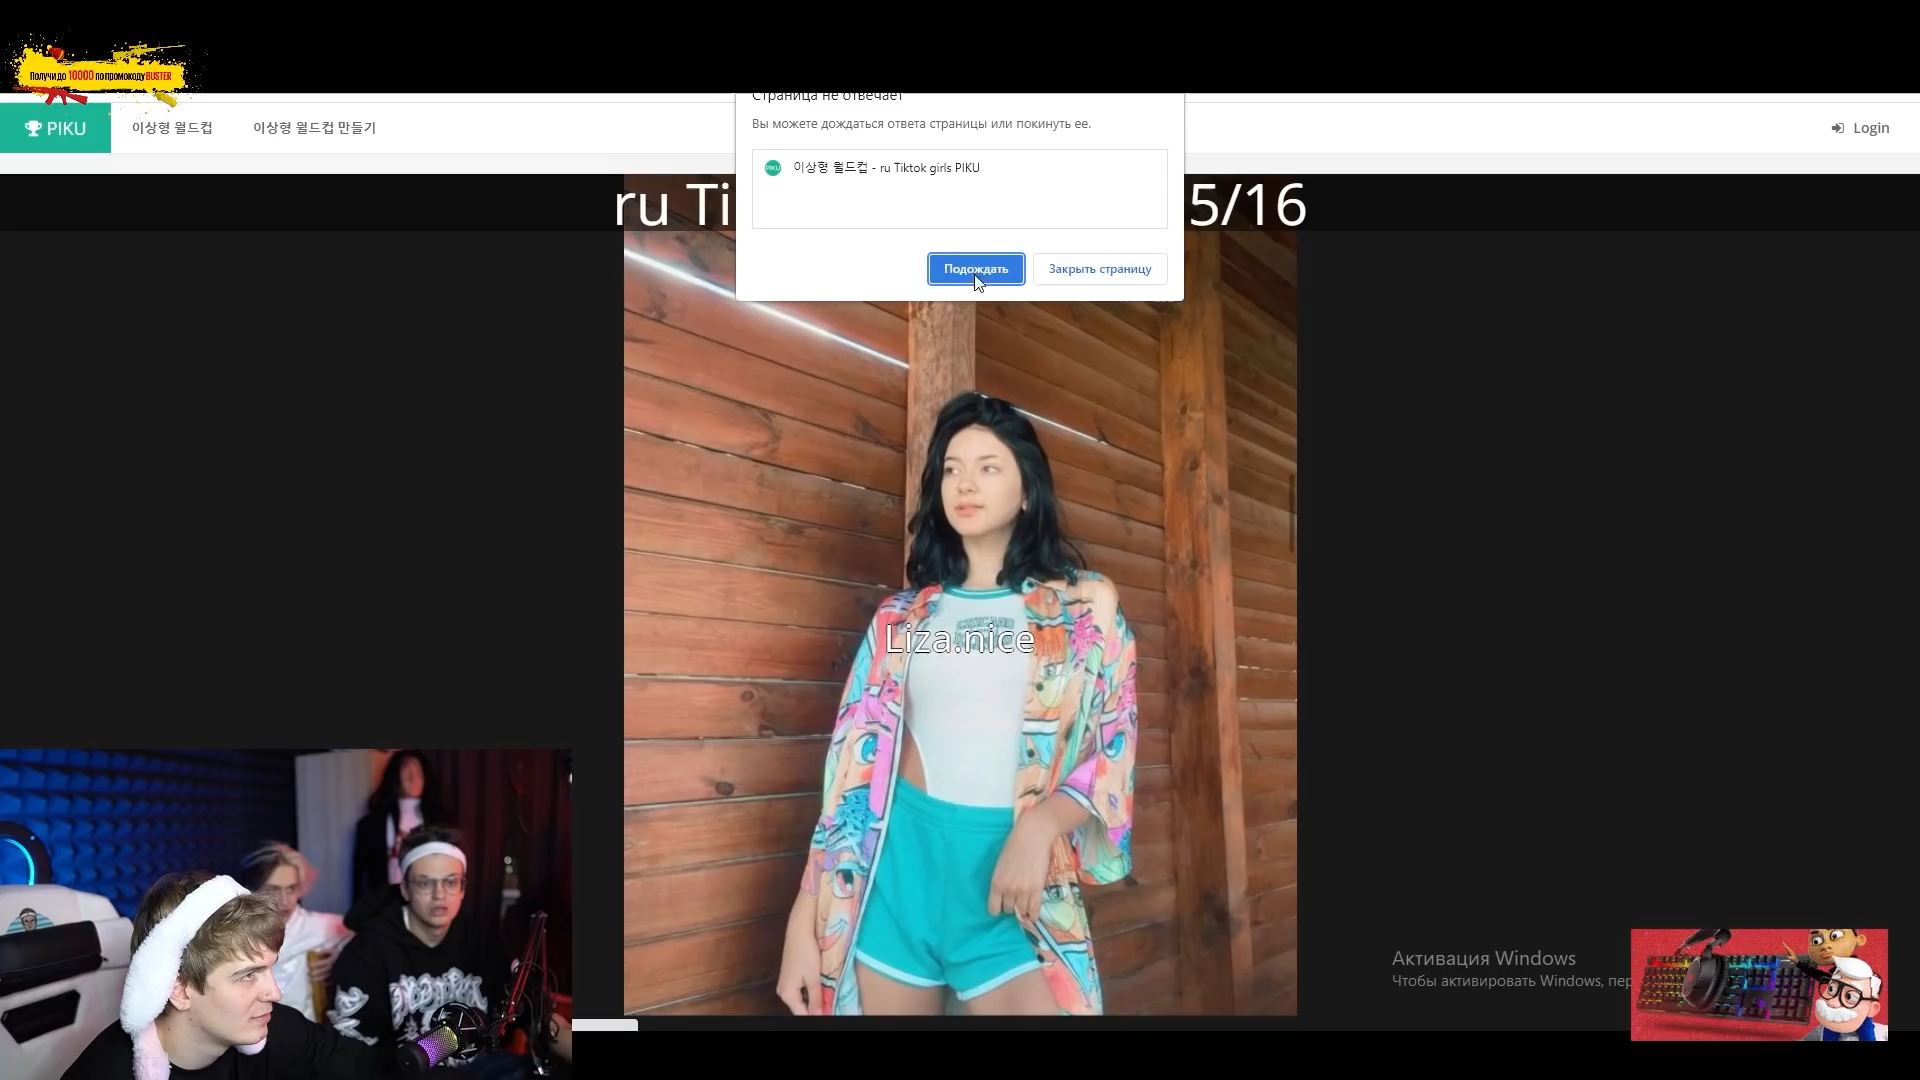 Получи до 10000 по промокоду BUSTER
PIKU
이상형 월드컵
이상형 월드컵 만들기
Login
Страница не отвечает
Вы можете дождаться ответа страницы или покинуть ее.
PIKU
이상형 월드컵 - ru Tiktok girls PIKU
ru Ti
5/16
Подождать
Закрыть страницу
Liza.nice
Активация Windows
Чтобы активировать Windows, пер